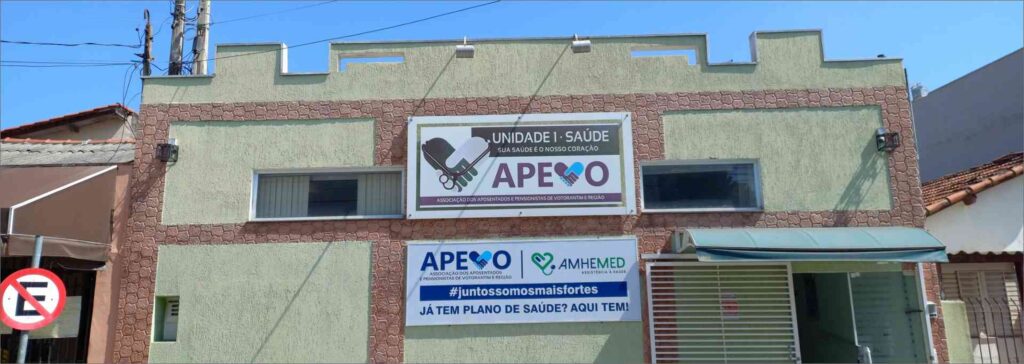 UNIDADE I · SAÚDE
SUA SAÚDE É O NOSSO CORAÇÃO
APEVO
ASSOCIAÇÃO DOS APOSENTADOS E PENSIONISTAS DE VOTORANTIM E REGIÃO
APEVO
ASSOCIAÇÃO DOS APOSENTADOS
E PENSIONISTAS DE VOTORANTIM E REGIÃO
AMHEMED
ASSISTÊNCIA À SAÚDE
#juntossomosmaisfortes
JÁ TEM PLANO DE SAÚDE? AQUI TEM!
E